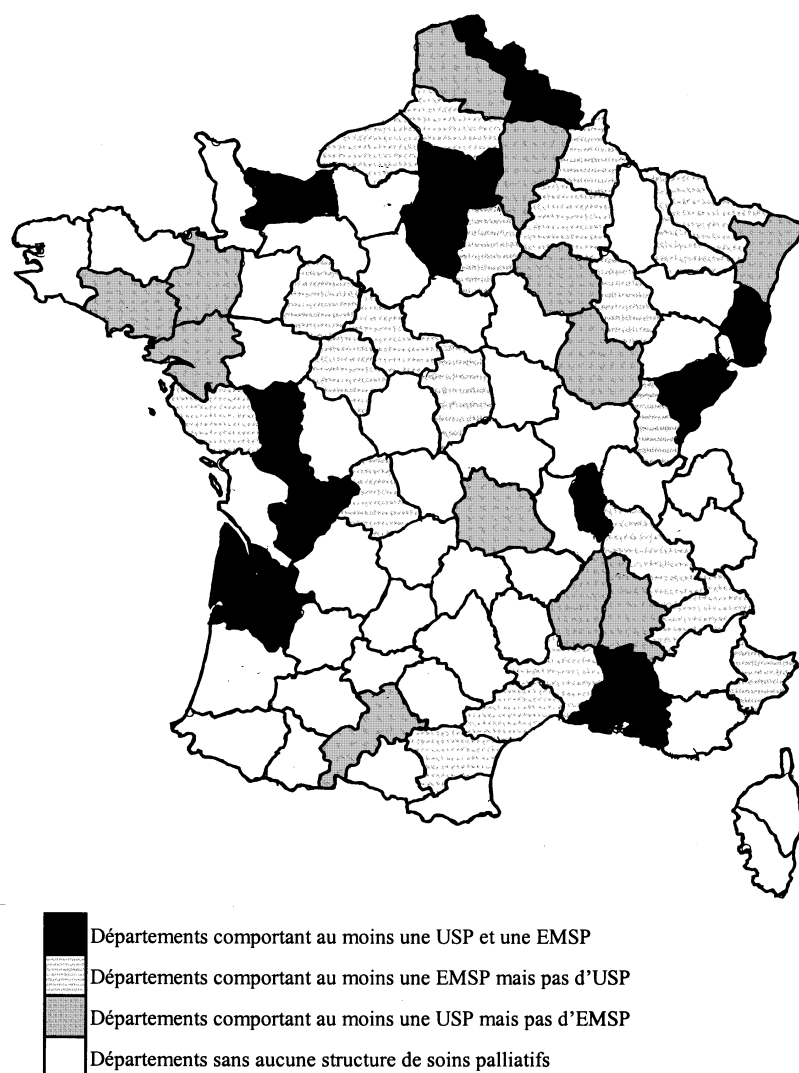 Départements comportant au moins une USP et une EMSP
Départements comportant au moins une EMSP mais pas d'USP
Départements comportant au moins une USP mais pas d'EMSP
Départements sans aucune structure de soins palliatifs